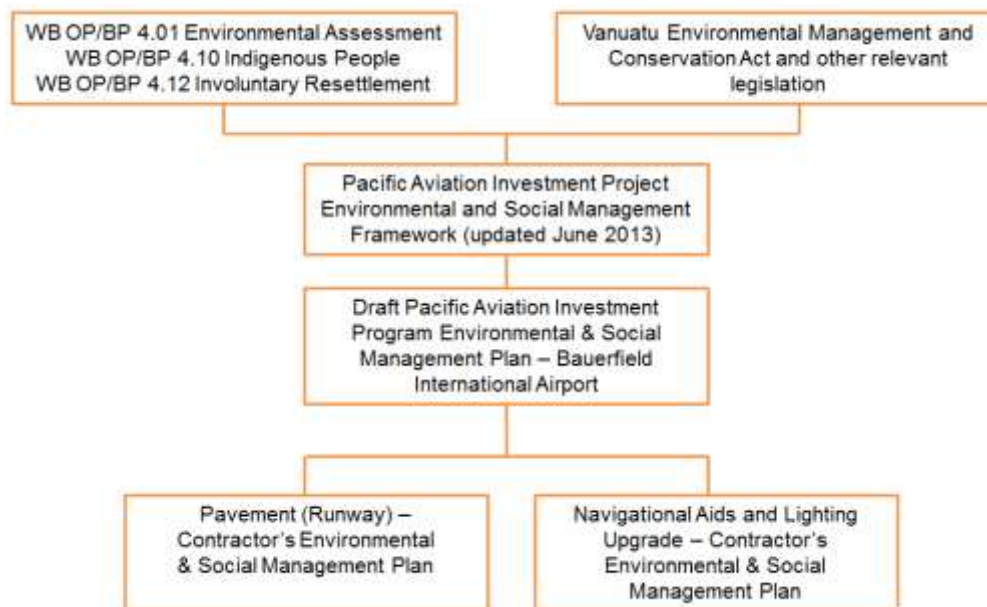 WB OP/BP 4.01 Environmental Assessment
WB OP/BP 4.10 Indigenous People
WB OP/BP 4.12 Involuntary Resettlement
Vanuatu Environmental Management and
Conservation Act and other relevant
legislation
Pacific Aviation Investment Project
Environmental and Social Management
Framework (updated June 2013)
Draft Pacific Aviation Investment
Program Environmental & Social
Management Plan – Bauerfield
International Airport
Pavement (Runway) –
Contractor's Environmental
& Social Management Plan
Navigational Aids and Lighting
Upgrade – Contractor's
Environmental & Social
Management Plan